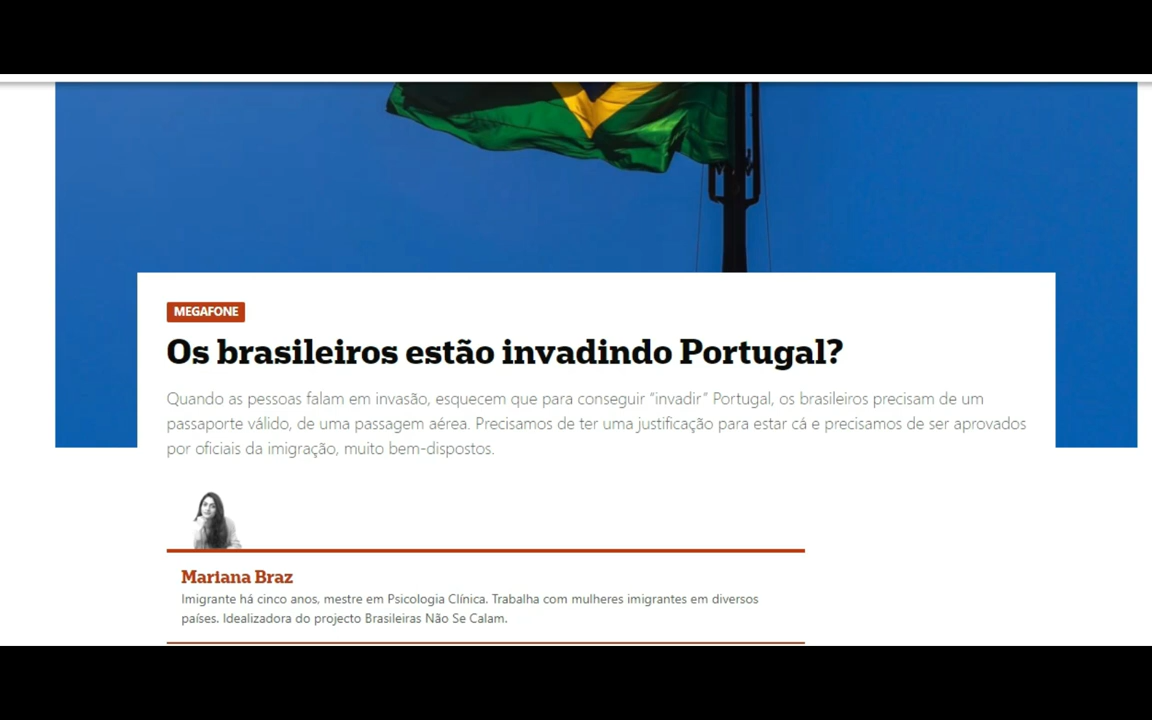 MEGAFONE
Os brasileiros estão invadindo Portugal?
Quando as pessoas falam em invasão, esquecem que para conseguir “invadir” Portugal, os brasileiros precisam de um
passaporte válido, de uma passagem aérea. Precisamos de ter uma justificação para estar cá e precisamos de ser aprovados
por oficiais da imigração, muito bem-dispostos.
Mariana Braz
Imigrante há cinco anos, mestre em Psicologia Clínica. Trabalha com mulheres imigrantes em diversos
países. Idealizadora do projecto Brasileiras Não Se Calam.